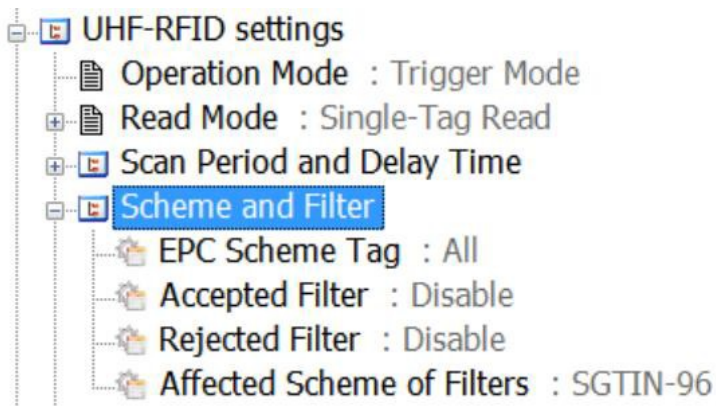 UHF-RFID settings
Operation Mode : Trigger Mode
Read Mode : Single-Tag Read
Scan Period and Delay Time
Scheme and Filter
EPC Scheme Tag : All
Accepted Filter : Disable
Rejected Filter : Disable
Affected Scheme of Filters : SGTIN-96